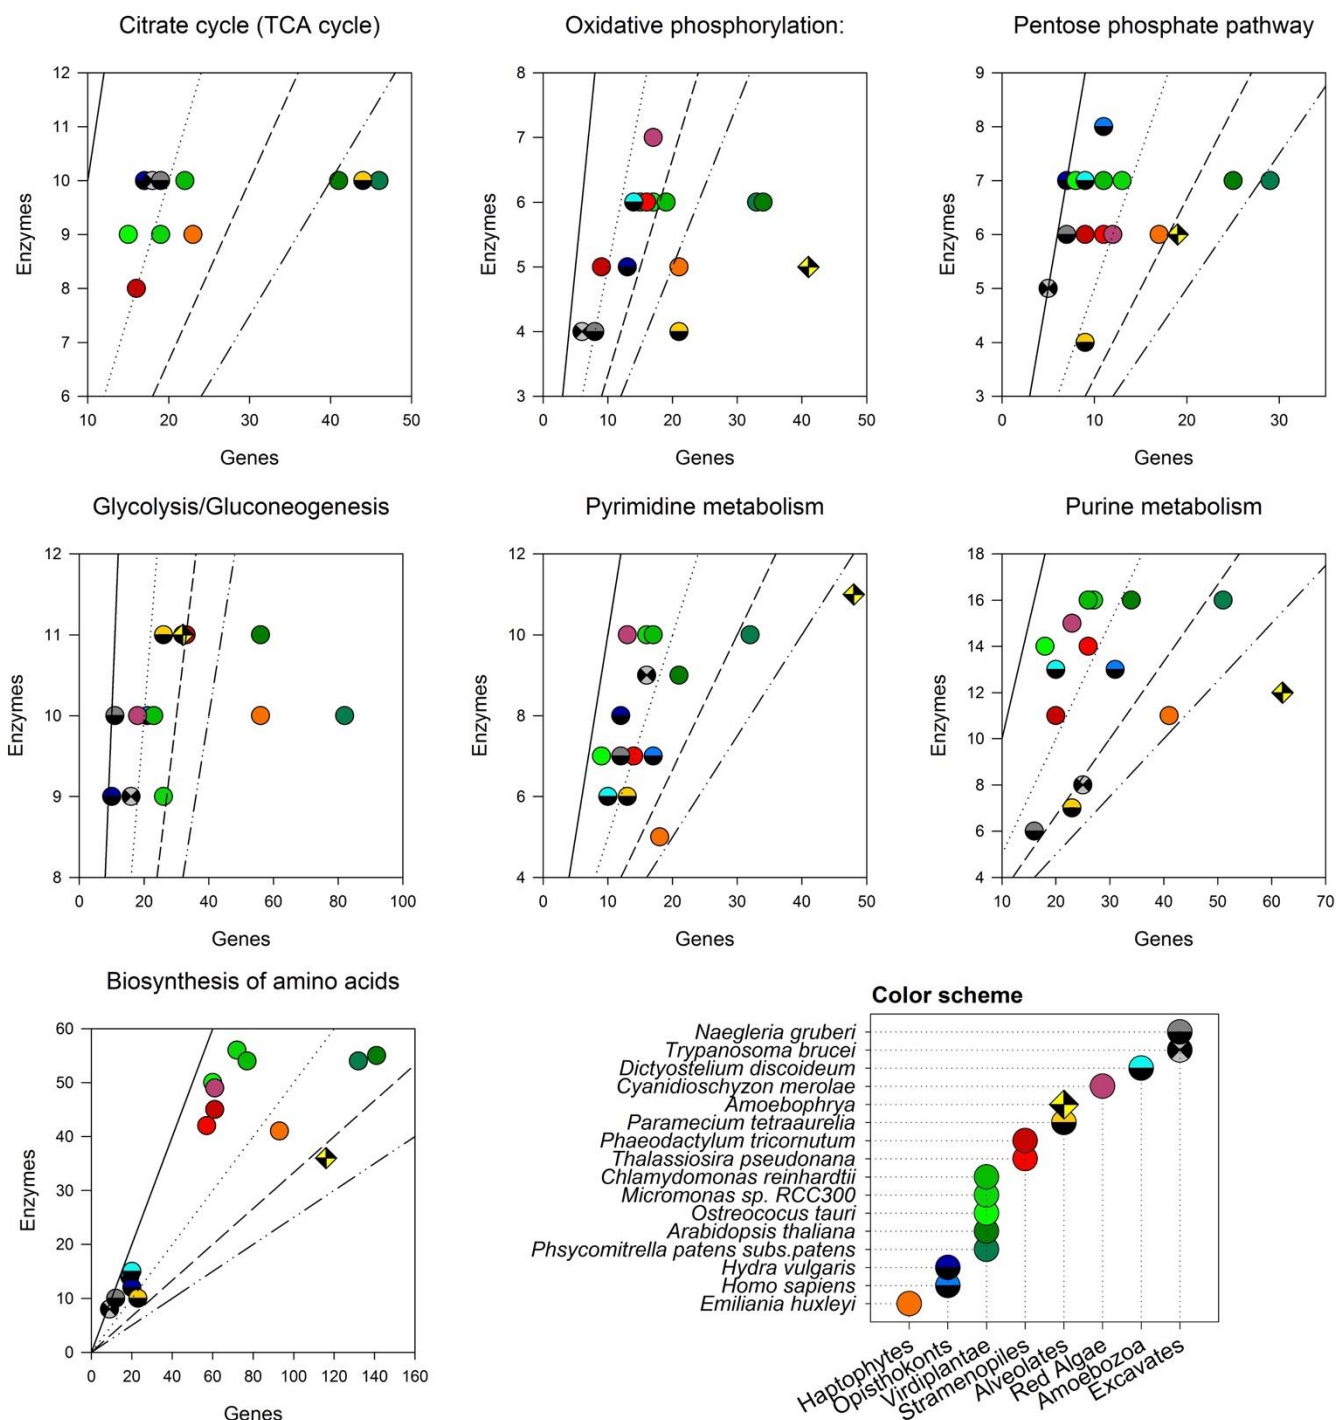 Citrate cycle (TCA cycle)
Oxidative phosphorylation:
Pentose phosphate pathway
12
11
10
9
8
7
6
Enzymes
10 20 30 40 50
Genes
8
7
6
5
4
3
Enzymes
0 10 20 30 40 50
Genes
9
8
7
6
5
4
3
Enzymes
0 10 20 30
Genes
Glycolysis/Gluconeogenesis
Pyrimidine metabolism
Purine metabolism
12
11
10
9
8
Enzymes
0 20 40 60 80 100
Genes
12
10
8
6
4
Enzymes
0 10 20 30 40 50
Genes
18
16
14
12
10
8
6
4
Enzymes
10 20 30 40 50 60 70
Genes
Biosynthesis of amino acids
60
50
40
30
20
10
0
Enzymes
0 20 40 60 80 100 120 140 160
Genes
Color scheme
Naegleria gruberi
Trypanosoma brucei
Dictyostelium discoideum
Cyanidioschyzon merolae
Amoebophrya
Paramecium tetraaurelia
Phaeodactylum tricornutum
Thalassiosira pseudonana
Chlamydomonas reinhardtii
Micromonas sp. RCC300
Ostreococus tauri
Arabidopsis thaliana
Phsycomitrella patens subs.patens
Hydra vulgaris
Homo sapiens
Emiliania huxleyi
Haptophytes
Opisthokonts
Virdiplantae
Stramenopiles
Alveolates
Red Algae
Amoebozoa
Excavates